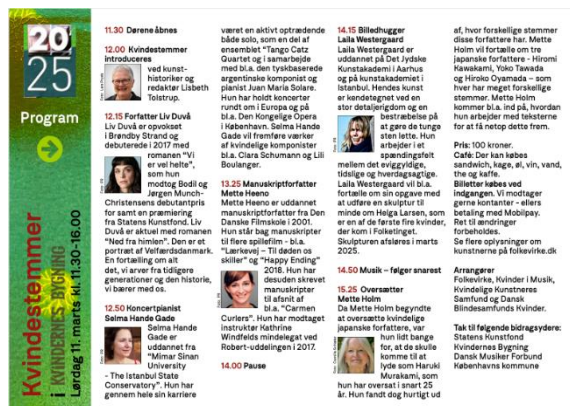 2025
Program
Kvindestemmer
i KVINDERNES BYGNING
Lørdag 11. marts kl. 11.30-16.00
11.30 Dørene åbnes
12.00 Kvindestemmer
introduceres
ved kunst-
historiker og
redaktør Lisbeth
Tolstrup.
12.15 Forfatter Liv Duvå
Liv Duvå er opvokset
i Brøndby Strand og
debuterede i 2017 med
romanen "Vi
er vel helte",
som hun
modtog Bodil og
Jørgen Munch-
Christensens debutantpris
for samt en præmiering
fra Statens Kunstfond. Liv
Duvå er aktuel med romanen
"Ned fra himlen". Den er et
portræt af Velfærdsdanmark.
En fortælling om alt
det, vi arver fra tidligere
generationer og den historie,
vi bærer med os.
12.50 Koncertpianist
Selma Hande Gade
Selma Hande
Gade er
uddannet fra
"Mimar Sinan
University
- The Istanbul State
Conservatory". Hun har
gennem hele sin karriere
været en aktivt optrædende
både solo, som en del af
ensemblet "Tango Catz
Quartet og i samarbejde
med bl.a. den tyskbaserede
argentinske komponist og
pianist Juan Maria Solare.
Hun har holdt koncerter
rundt om i Europa og på
bl.a. Den Kongelige Opera
i København. Selma Hande
Gade vil fremføre værker
af kvindelige komponister
bl.a. Clara Schumann og Lili
Boulanger.
13.25 Manuskriptforfatter
Mette Heeno
Mette Heeno er uddannet
manuskriptforfatter fra Den
Danske Filmskole i 2001.
Hun står bag manuskripter
til flere spillefilm - bl.a.
"Lærkevej – Til døden os
skiller" og "Happy Ending"
2018. Hun har
desuden skrevet
manuskripter
til afsnit af
bl.a. "Carmen
Curlers". Hun har modtaget
instruktør Kathrine
Windfelds mindelegat ved
Robert-uddelingen i 2017.
14.00 Pause
14.15 Billedhugger
Laila Westergaard
Laila Westergaard er
uddannet på Det Jydske
Kunstakademi i Aarhus
og på kunstakademiet i
Istanbul. Hendes kunst
er kendetegnet ved en
stor detaljerigdom og en
bestræbelse på
at gøre de tunge
sten lette. Hun
arbejder i et
spændingsfelt
mellem det eviggyldige,
tidslige og hverdagsagtige.
Laila Westergaard vil bl.a.
fortælle om sin opgave med
at udføre en skulptur til
minde om Helga Larsen, som
er en af de første fire kvinder,
der kom i Folketinget.
Skulpturen afsløres i marts
2025.
14.50 Musik – følger snarest
15.25 Oversætter
Mette Holm
Da Mette Holm begyndte
at oversætte kvindelige
japanske forfattere, var
hun lidt bange
for, at de skulle
komme til at
lyde som Haruki
Murakami, som
hun har oversat i snart 25
år. Hun fandt dog hurtigt ud
af, hvor forskellige stemmer
disse forfattere har. Mette
Holm vil fortælle om tre
japanske forfattere - Hiromi
Kawakami, Yoko Tawada
og Hiroko Oyamada – som
hver har meget forskellige
stemmer. Mette Holm
kommer bl.a. ind på, hvordan
hun arbejder med teksterne
for at få netop dette frem.
Pris: 100 kroner.
Café: Der kan købes
sandwich, kage, øl, vin, vand,
the og kaffe.
Billetter købes ved
indgangen. Vi modtager
gerne kontanter - ellers
betaling med Mobilpay.
Ret til ændringer
forbeholdes.
Se flere oplysninger om
kunstnerne på folkevirke.dk
Arrangører
Folkevirke, Kvinder i Musik,
Kvindelige Kunstneres
Samfund og Dansk
Blindesamfunds Kvinder.
Tak til følgende bidragsydere:
Statens Kunstfond
Kvindernes Bygning
Dansk Musiker Forbund
Københavns kommune